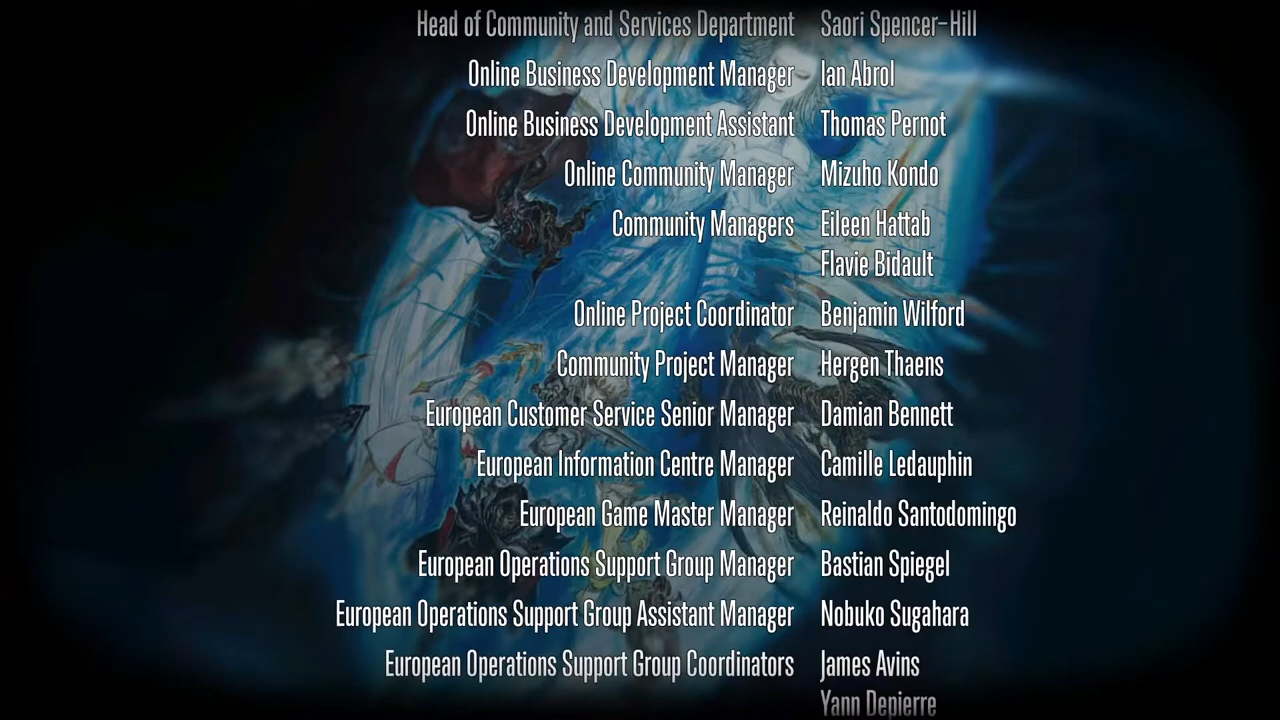 Head of Community and Services Department Saori Spencer-Hill
Online Business Development Manager Ian Abrol
Online Business Development Assistant Thomas Pernot
Online Community Manager Mizuho Kondo
Community Managers Eileen Hattab
Flavie Bidault
Online Project Coordinator Benjamin Wilford
Community Project Manager Hergen Thaens
European Customer Service Senior Manager Damian Bennett
European Information Centre Manager Camille Ledauphin
European Game Master Manager Reinaldo Santodomingo
European Operations Support Group Manager Bastian Spiegel
European Operations Support Group Assistant Manager Nobuko Sugahara
European Operations Support Group Coordinators James Avins
Yann Depierre